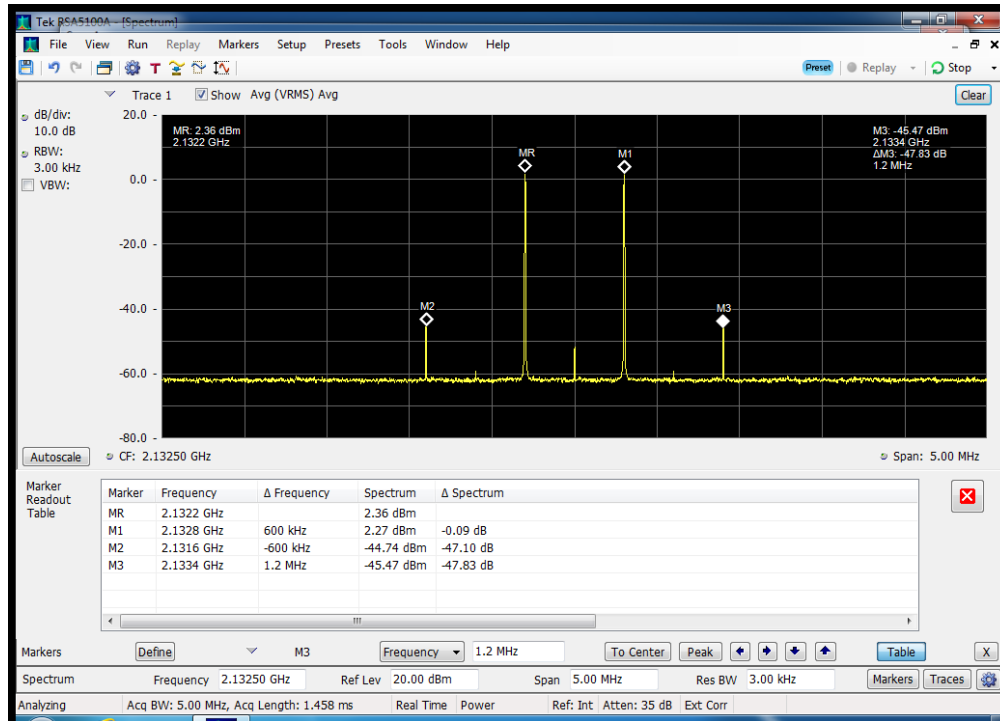 Tek RSA5100A - [Spectrum]
File View Run Replay Markers Setup Presets Tools Window Help
T Preset Replay Stop
Trace 1 Show Avg (VRMS) Avg Clear
dB/div:
10.0 dB
RBW:
3.00 kHz
VBW:
20.0
0.0
-20.0
-40.0
-60.0
-80.0
MR: 2.36 dBm
2.1322 GHz
M3: -45.47 dBm
2.1334 GHz
ΔM3: -47.83 dB
1.2 MHz
MR
M1
M2
M3
Autoscale CF: 2.13250 GHz Span: 5.00 MHz
Marker
Readout
Table
Marker Frequency Δ Frequency Spectrum Δ Spectrum
MR 2.1322 GHz 2.36 dBm
M1 2.1328 GHz 600 kHz 2.27 dBm -0.09 dB
M2 2.1316 GHz -600 kHz -44.74 dBm -47.10 dB
M3 2.1334 GHz 1.2 MHz -45.47 dBm -47.83 dB
Markers Define M3 Frequency 1.2 MHz To Center Peak Table X
Spectrum Frequency 2.13250 GHz Ref Lev 20.00 dBm Span 5.00 MHz Res BW 3.00 kHz Markers Traces
Analyzing Acq BW: 5.00 MHz, Acq Length: 1.458 ms Real Time Power Ref: Int Atten: 35 dB Ext Corr